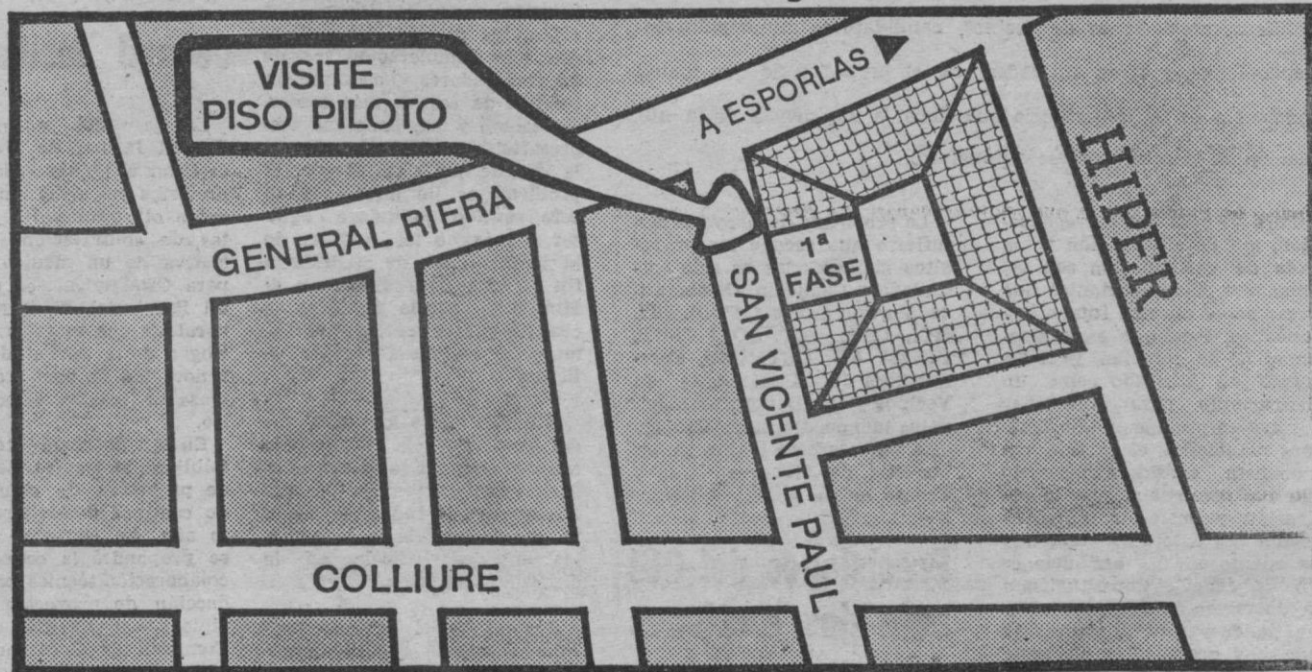 VISITE
PISO PILOTO
A ESPORLAS
GENERAL RIERA
1ª
FASE
HIPER
SAN VICENTE PAUL
COLLIURE